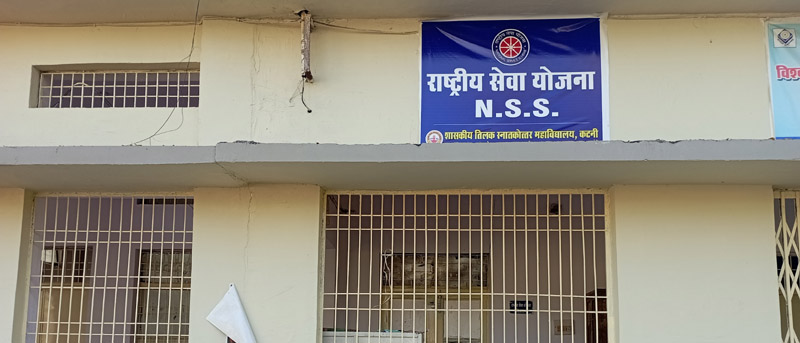 राष्ट्रीय सेवा योजना
N.S.S.
शासकीय तिलक स्नातकोत्तर महाविद्यालय, कटनी
विश्व